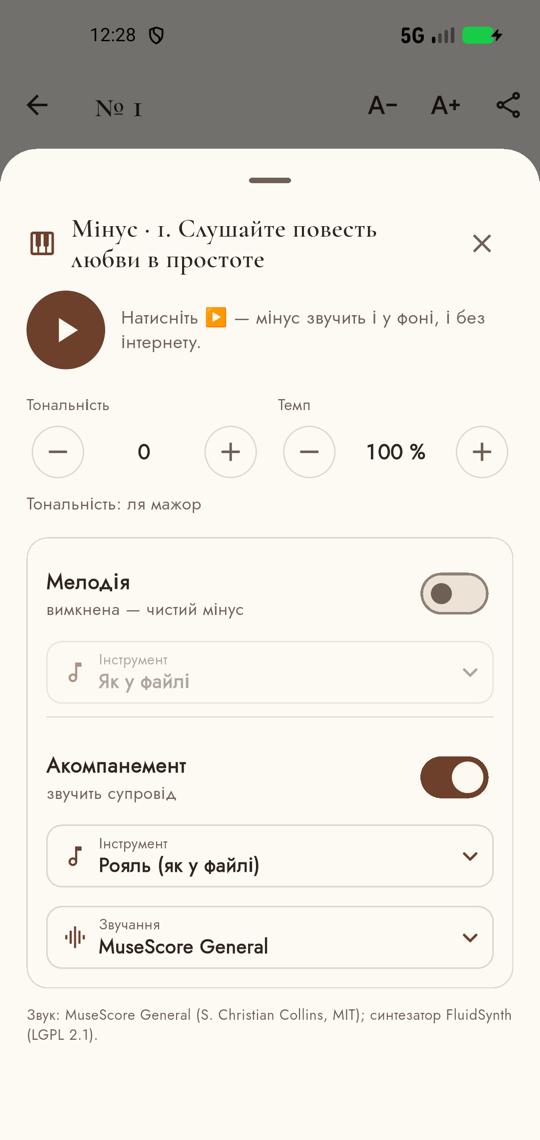 12:28
5G
№ 1
A− A+
Мінус · 1. Слушайте повесть
любви в простоте
Натисніть ▶️ — мінус звучить і у фоні, і без
інтернету.
Тональність
Темп
0
100 %
Тональність: ля мажор
Мелодія
вимкнена — чистий мінус
Інструмент
Як у файлі
Акомпанемент
звучить супровід
Інструмент
Рояль (як у файлі)
Звучання
MuseScore General
Звук: MuseScore General (S. Christian Collins, MIT); синтезатор FluidSynth
(LGPL 2.1).